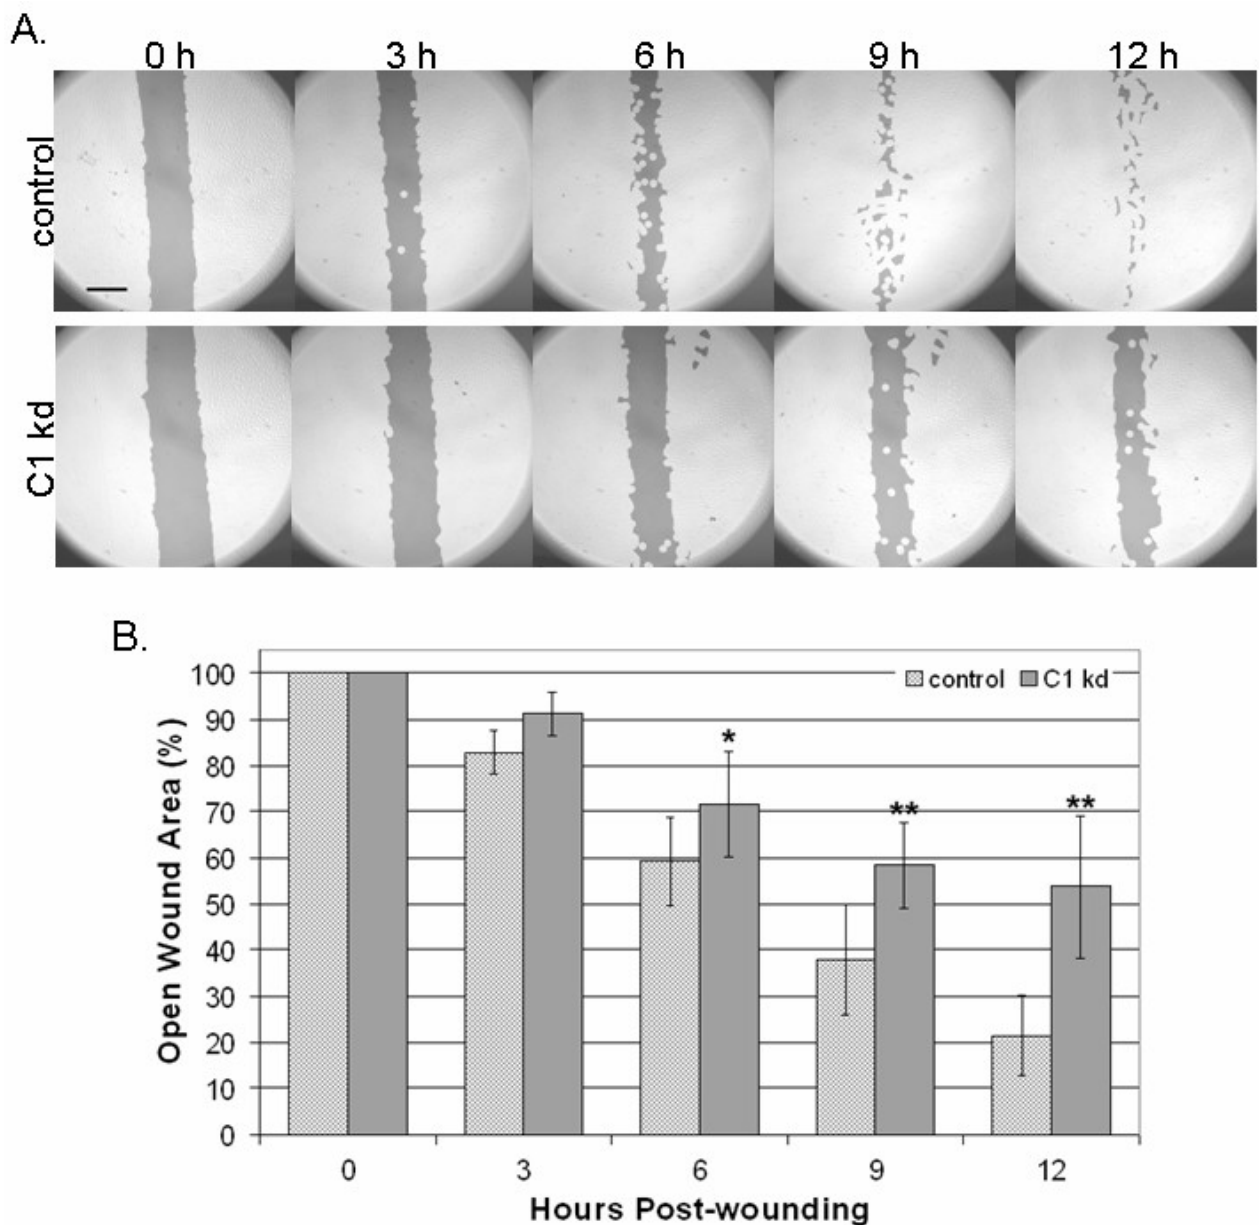 A.
0 h 3 h 6 h 9 h 12 h
control
C1 kd
B.
control C1 kd
Open Wound Area (%)
100
90
80
70
60
50
40
30
20
10
0
*
**
**
0 3 6 9 12
Hours Post-wounding